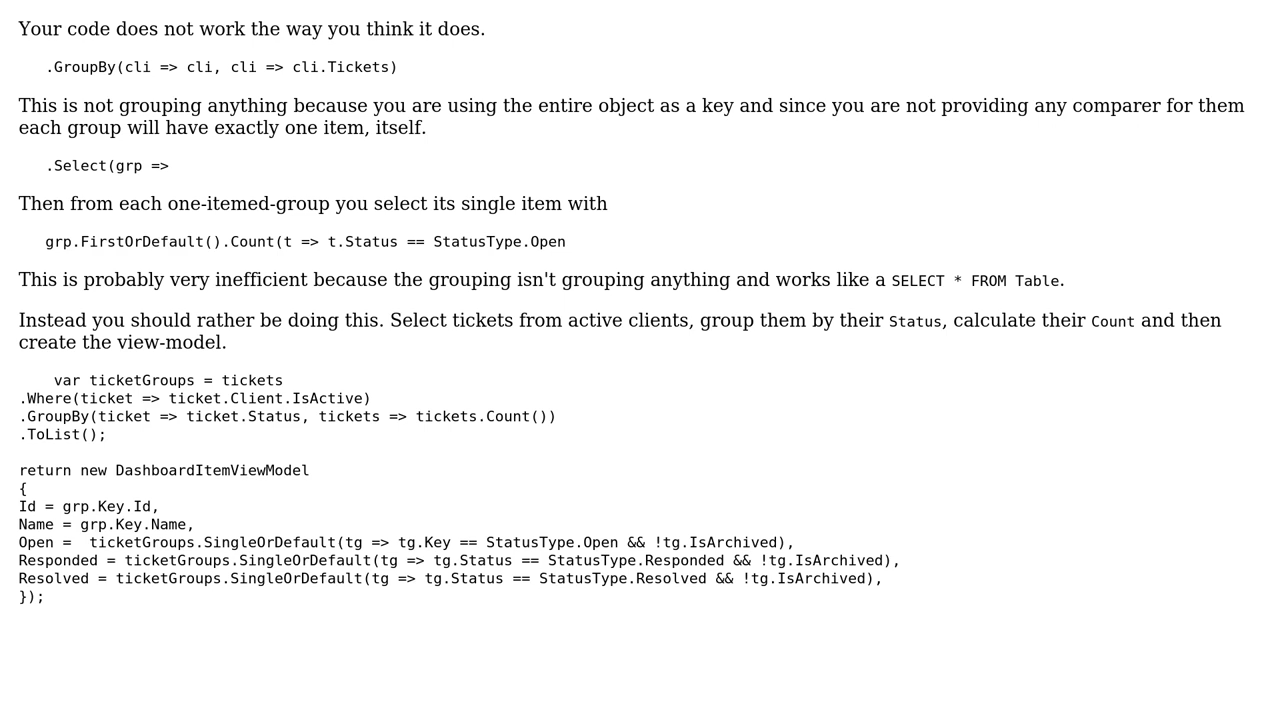 Your code does not work the way you think it does.
.GroupBy(cli => cli, cli => cli.Tickets)
This is not grouping anything because you are using the entire object as a key and since you are not providing any comparer for them
each group will have exactly one item, itself.
.Select(grp =>
Then from each one-itemed-group you select its single item with
grp.FirstOrDefault().Count(t => t.Status == StatusType.Open
This is probably very inefficient because the grouping isn't grouping anything and works like a SELECT * FROM Table.
Instead you should rather be doing this. Select tickets from active clients, group them by their Status, calculate their Count and then
create the view-model.
var ticketGroups = tickets
.Where(ticket => ticket.Client.IsActive)
.GroupBy(ticket => ticket.Status, tickets => tickets.Count())
.ToList();
return new DashboardItemViewModel
{
Id = grp.Key.Id,
Name = grp.Key.Name,
Open =  ticketGroups.SingleOrDefault(tg => tg.Key == StatusType.Open && !tg.IsArchived),
Responded = ticketGroups.SingleOrDefault(tg => tg.Status == StatusType.Responded && !tg.IsArchived),
Resolved = ticketGroups.SingleOrDefault(tg => tg.Status == StatusType.Resolved && !tg.IsArchived),
});